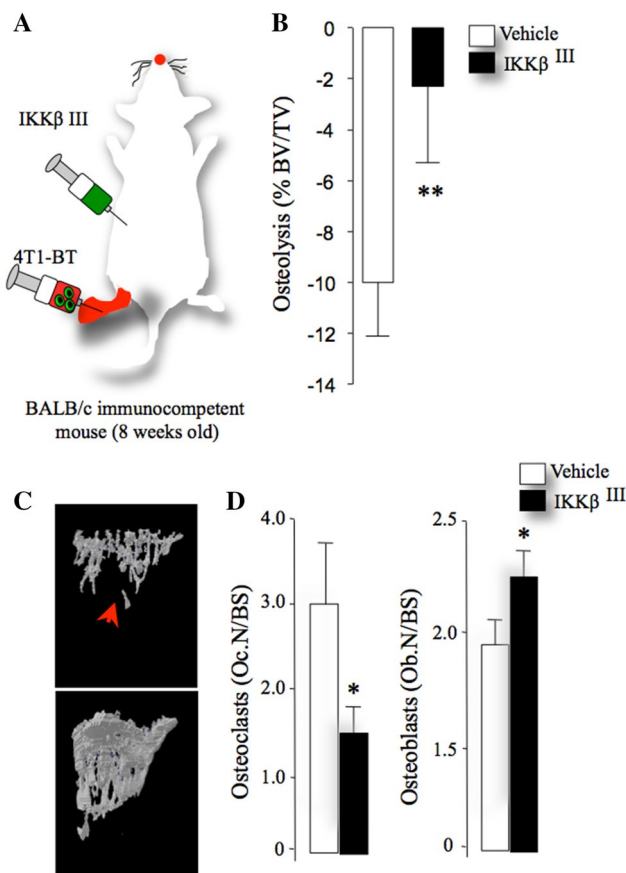 A
IKKβ III
4T1-BT
BALB/c immunocompetent
mouse (8 weeks old)
B
Vehicle
IKKβ III
Osteolysis (% BV/TV)
0
-2
-4
-6
-8
-10
-12
-14
**
C
D
Vehicle
IKKβ III
Osteoclasts (Oc.N/BS)
4.0
3.0
2.0
1.0
0
*
Osteoblasts (Ob.N/BS)
2.5
2.0
1.5
0
*